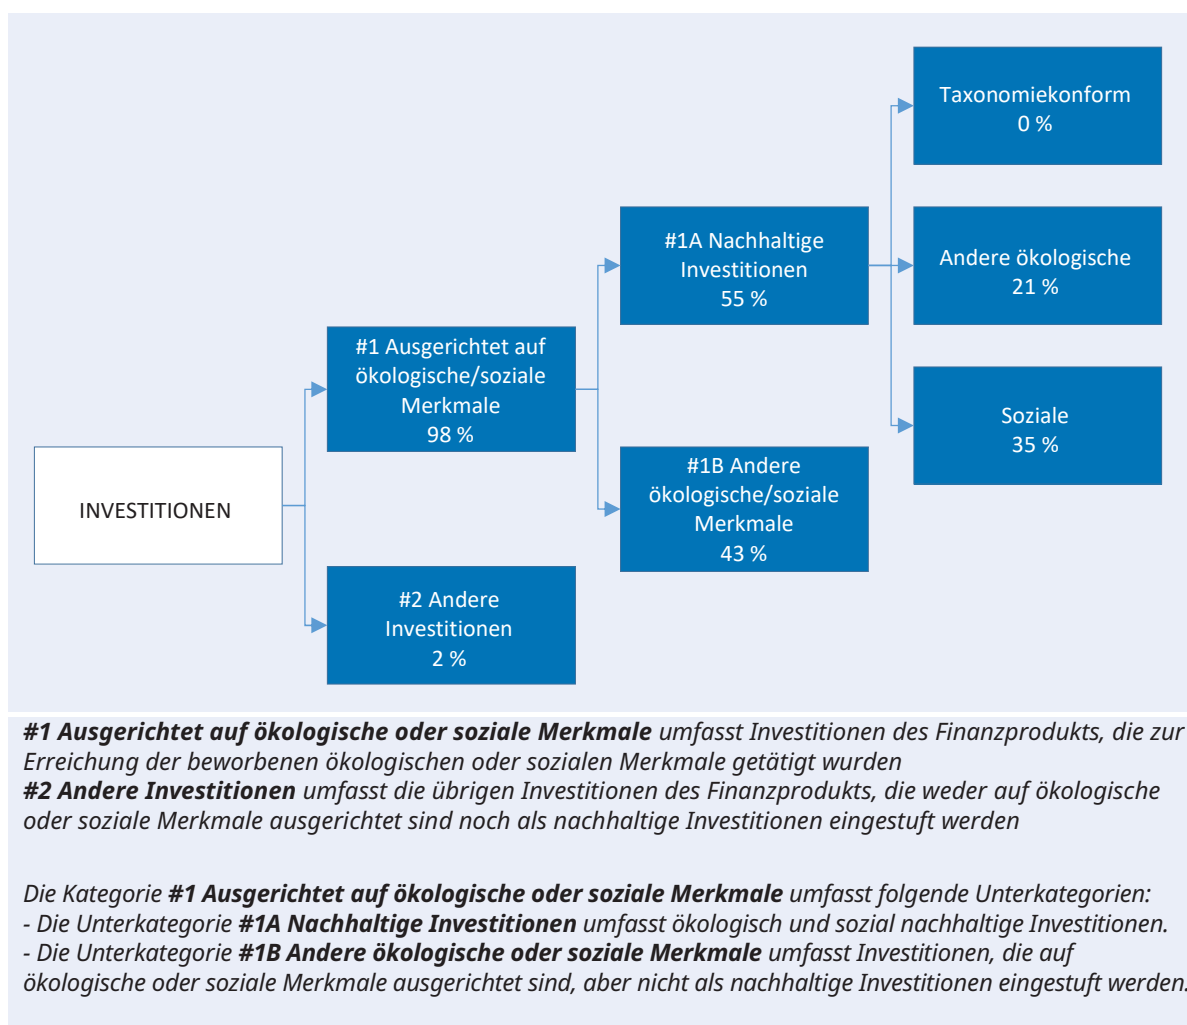 Taxonomiekonform
0 %
#1A Nachhaltige
Investitionen
55 %
Andere ökologische
21 %
#1 Ausgerichtet auf
ökologische/soziale
Merkmale
98 %
Soziale
35 %
#1B Andere
ökologische/soziale
Merkmale
43 %
INVESTITIONEN
#2 Andere
Investitionen
2 %
#1 Ausgerichtet auf ökologische oder soziale Merkmale umfasst Investitionen des Finanzprodukts, die zur
Erreichung der beworbenen ökologischen oder sozialen Merkmale getätigt wurden
#2 Andere Investitionen umfasst die übrigen Investitionen des Finanzprodukts, die weder auf ökologische
oder soziale Merkmale ausgerichtet sind noch als nachhaltige Investitionen eingestuft werden
Die Kategorie #1 Ausgerichtet auf ökologische oder soziale Merkmale umfasst folgende Unterkategorien:
- Die Unterkategorie #1A Nachhaltige Investitionen umfasst ökologisch und sozial nachhaltige Investitionen.
- Die Unterkategorie #1B Andere ökologische oder soziale Merkmale umfasst Investitionen, die auf
ökologische oder soziale Merkmale ausgerichtet sind, aber nicht als nachhaltige Investitionen eingestuft werden.